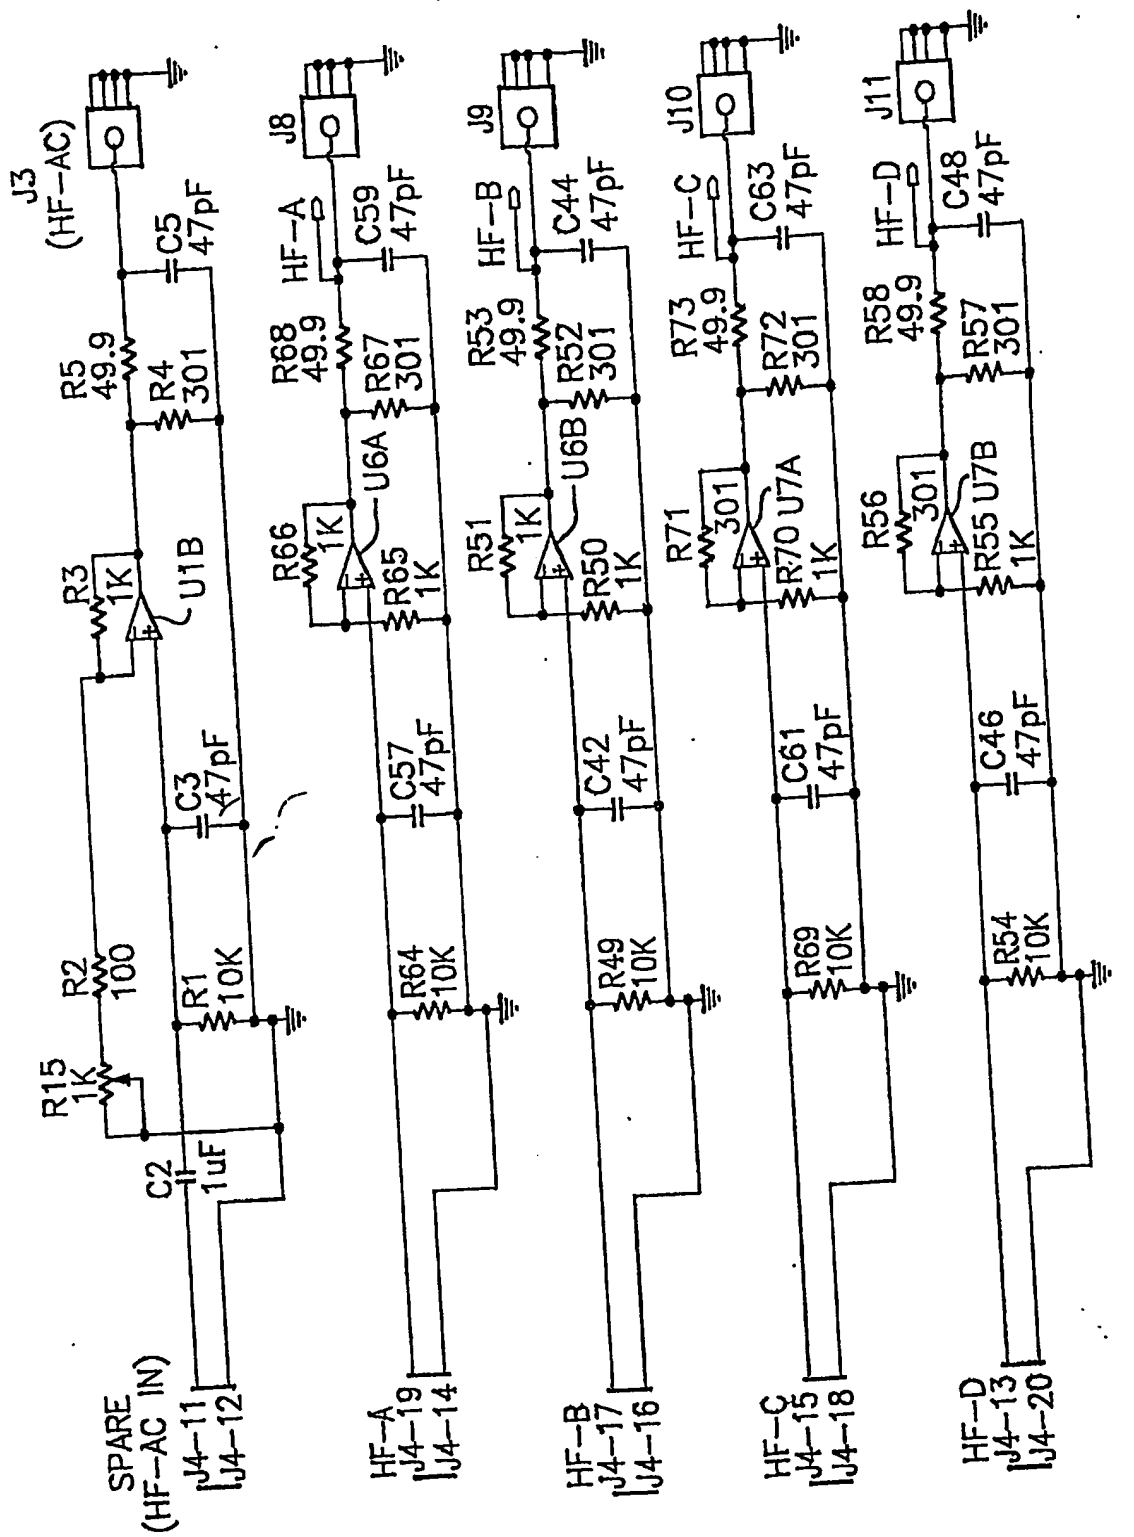 SPARE
(HF-AC IN)
J4-11
J4-12
C2
1uF
R15
1K
R2
100
R1
10K
C3
47pF
R3
1K
U1B
R5
49.9
R4
301
C5
47pF
J3
(HF-AC)
HF-A
J4-19
J4-14
R64
10K
C57
47pF
R66
1K
R65
1K
U6A
R68
49.9
R67
301
HF-A
C59
47pF
J8
HF-B
J4-17
J4-16
R49
10K
C42
47pF
R51
1K
R50
1K
U6B
R53
49.9
R52
301
HF-B
C44
47pF
J9
HF-C
J4-15
J4-18
R69
10K
C61
47pF
R71
301
R70
1K
U7A
R73
49.9
R72
301
HF-C
C63
47pF
J10
HF-D
J4-13
J4-20
R54
10K
C46
47pF
R56
301
R55
1K
U7B
R58
49.9
R57
301
HF-D
C48
47pF
J11